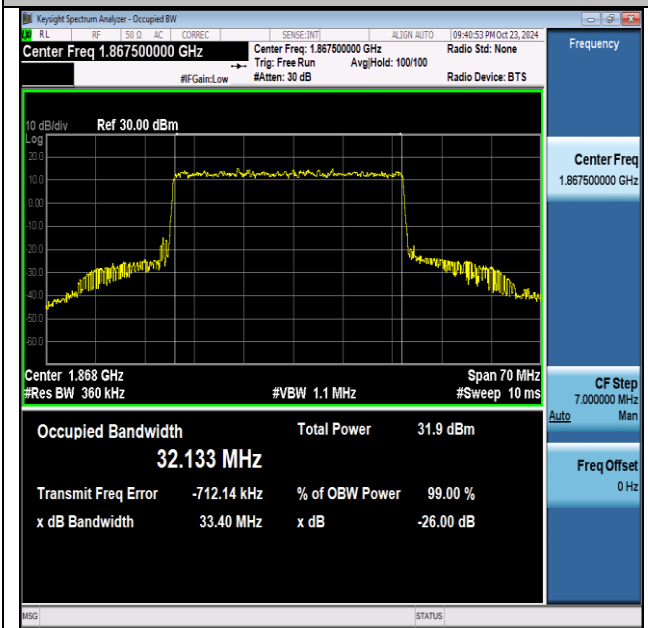 Keysight Spectrum Analyzer - Occupied BW
RL RF 50 Ω AC CORREC SENSE:INT ALIGN AUTO 09:40:53 PM Oct 23, 2024
Center Freq 1.867500000 GHz
Center Freq: 1.867500000 GHz Radio Std: None
Trig: Free Run Avg|Hold: 100/100
#IFGain:Low #Atten: 30 dB Radio Device: BTS
Frequency
10 dB/div Ref 30.00 dBm
Log
20.0
10.0
0.00
-10.0
-20.0
-30.0
-40.0
-50.0
-60.0
Center 1.868 GHz Span 70 MHz
#Res BW 360 kHz #VBW 1.1 MHz #Sweep 10 ms
Occupied Bandwidth Total Power 31.9 dBm
32.133 MHz
Transmit Freq Error -712.14 kHz % of OBW Power 99.00 %
x dB Bandwidth 33.40 MHz x dB -26.00 dB
Center Freq
1.867500000 GHz
CF Step
7.000000 MHz
Auto Man
Freq Offset
0 Hz
MSG STATUS